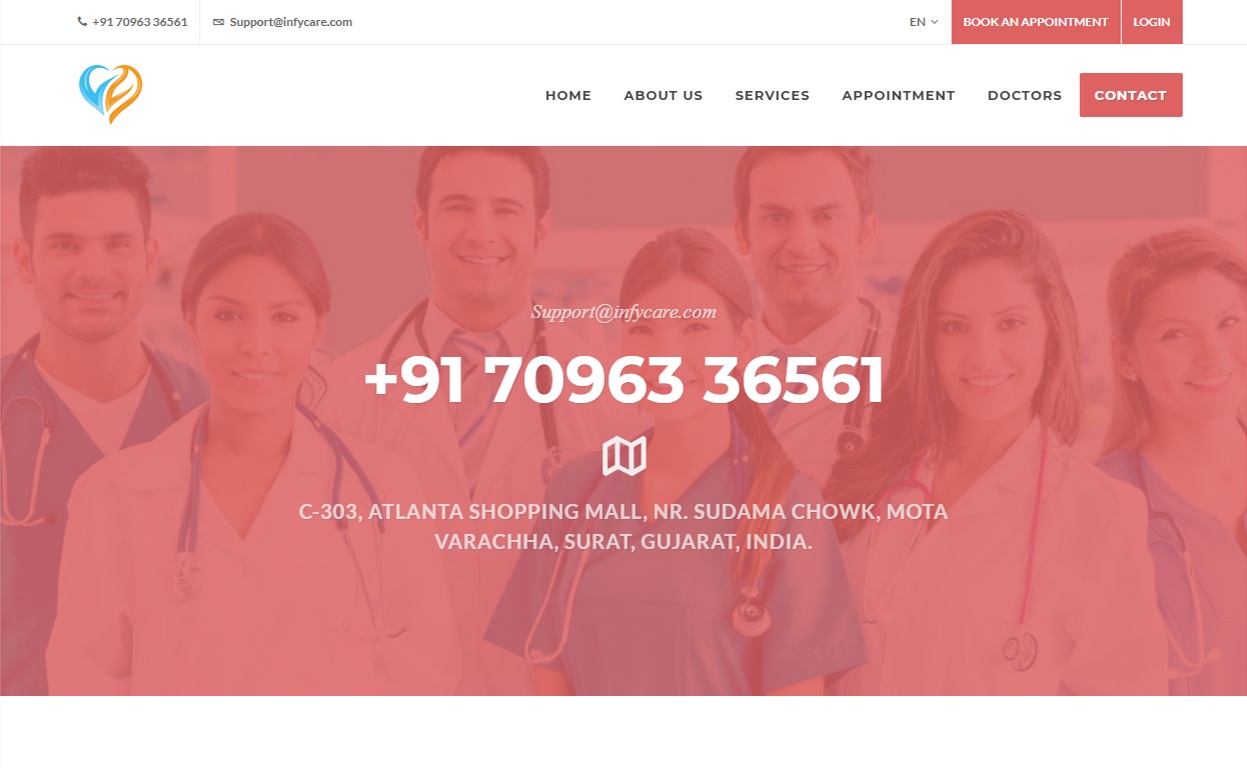 +91 70963 36561
Support@infycare.com
EN
BOOK AN APPOINTMENT
LOGIN
HOME
ABOUT US
SERVICES
APPOINTMENT
DOCTORS
CONTACT
Support@infycare.com
+91 70963 36561
C-303, ATLANTA SHOPPING MALL, NR. SUDAMA CHOWK, MOTA
VARACHHA, SURAT, GUJARAT, INDIA.